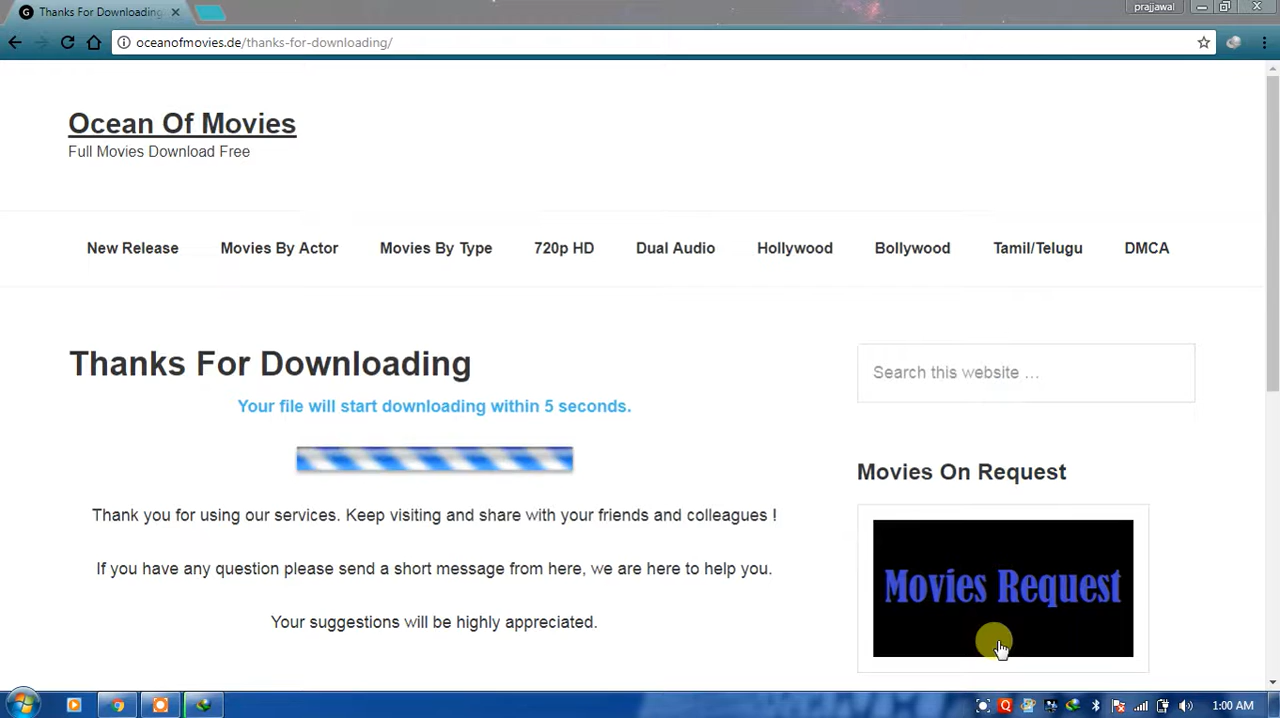 G Thanks For Downloading
prajjawal
oceanofmovies.de/thanks-for-downloading/
Ocean Of Movies
Full Movies Download Free
New Release Movies By Actor Movies By Type 720p HD Dual Audio Hollywood Bollywood Tamil/Telugu DMCA
Thanks For Downloading
Your file will start downloading within 5 seconds.
Search this website …
Movies On Request
Thank you for using our services. Keep visiting and share with your friends and colleagues !
Movies Request
If you have any question please send a short message from here, we are here to help you.
Your suggestions will be highly appreciated.
1:00 AM